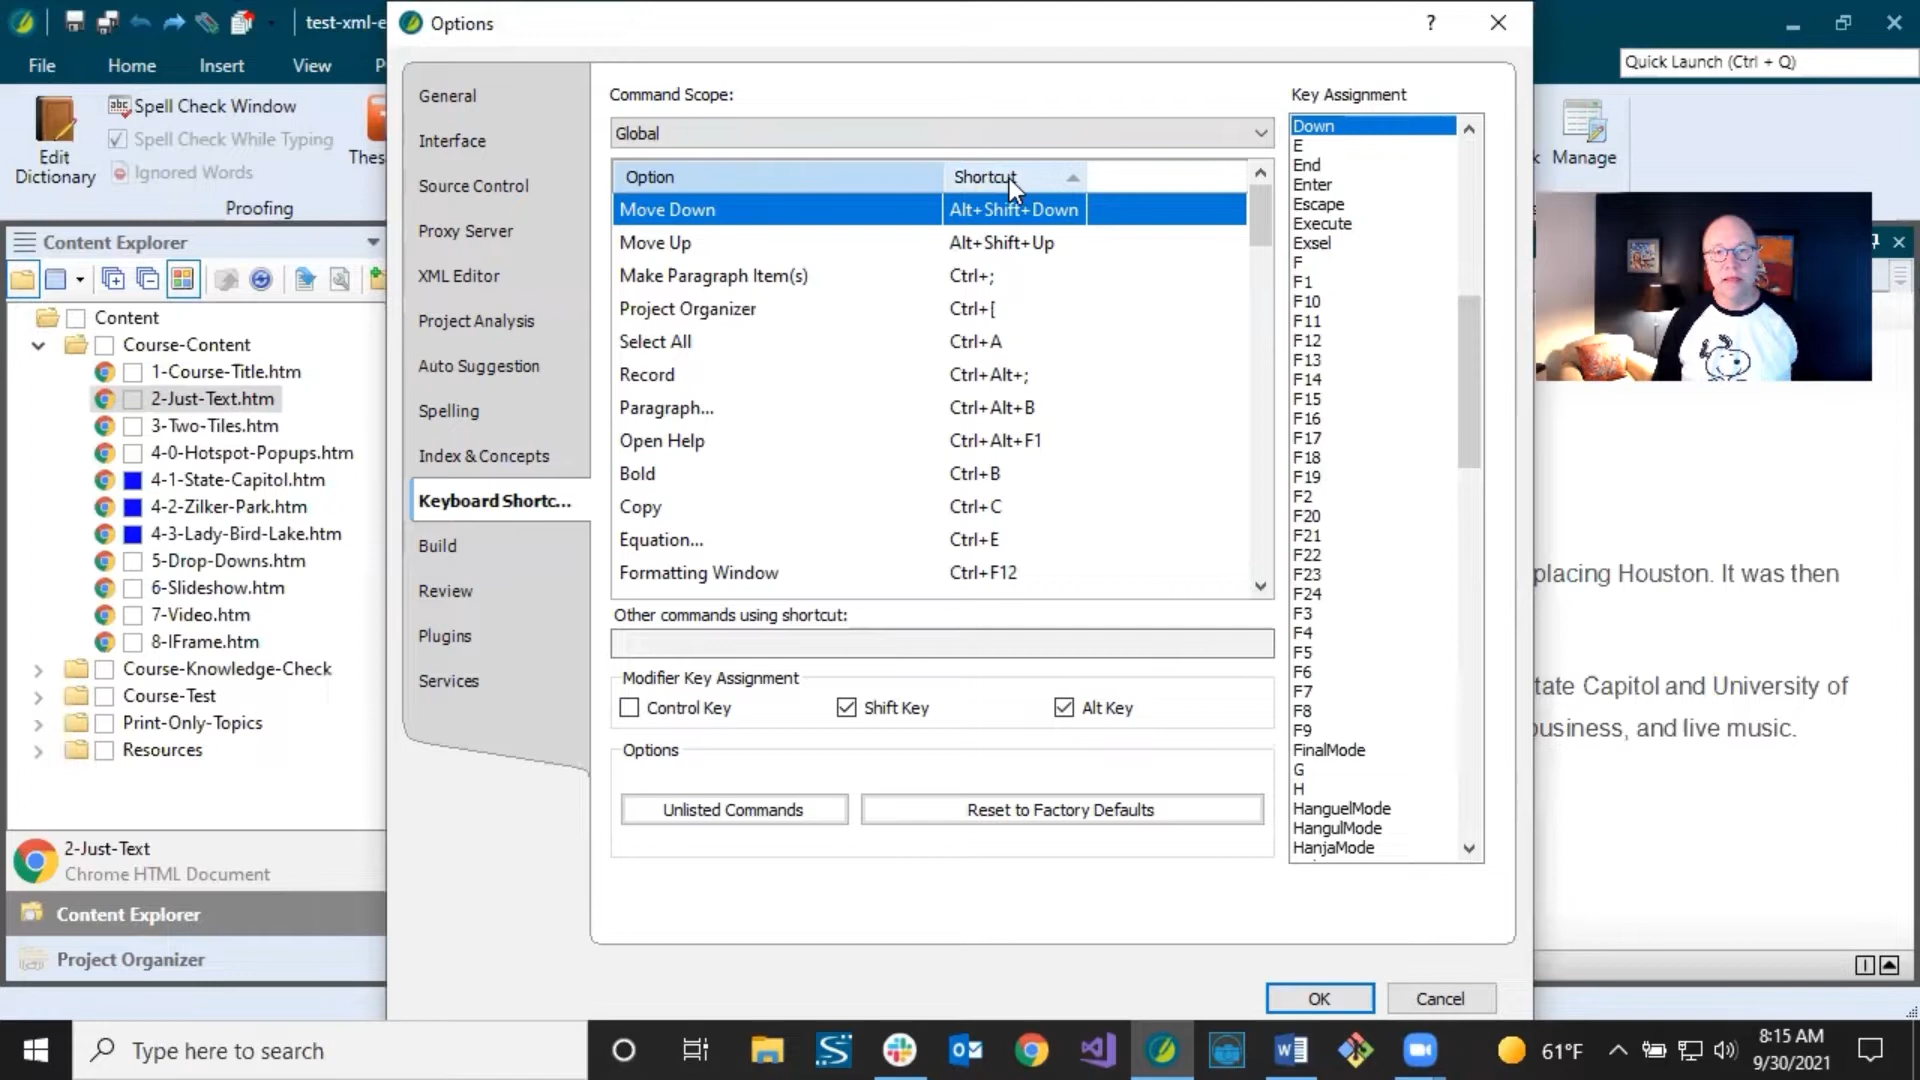 test-xml-e
Options
?
File
Home
Insert
View
P
Quick Launch (Ctrl + Q)
Edit
Dictionary
abc
Spell Check Window
Spell Check While Typing
Ignored Words
Thes
Proofing
Manage
Content Explorer
Content
Course-Content
1-Course-Title.htm
2-Just-Text.htm
3-Two-Tiles.htm
4-0-Hotspot-Popups.htm
4-1-State-Capitol.htm
4-2-Zilker-Park.htm
4-3-Lady-Bird-Lake.htm
5-Drop-Downs.htm
6-Slideshow.htm
7-Video.htm
8-IFrame.htm
Course-Knowledge-Check
Course-Test
Print-Only-Topics
Resources
2-Just-Text
Chrome HTML Document
Content Explorer
Project Organizer
General
Interface
Source Control
Proxy Server
XML Editor
Project Analysis
Auto Suggestion
Spelling
Index & Concepts
Keyboard Shortc...
Build
Review
Plugins
Services
Command Scope:
Global
Option Shortcut
Move Down Alt+Shift+Down
Move Up Alt+Shift+Up
Make Paragraph Item(s) Ctrl+;
Project Organizer Ctrl+[
Select All Ctrl+A
Record Ctrl+Alt+;
Paragraph... Ctrl+Alt+B
Open Help Ctrl+Alt+F1
Bold Ctrl+B
Copy Ctrl+C
Equation... Ctrl+E
Formatting Window Ctrl+F12
Other commands using shortcut:
Modifier Key Assignment
Control Key
Shift Key
Alt Key
Options
Unlisted Commands
Reset to Factory Defaults
Key Assignment
Down
E
End
Enter
Escape
Execute
Exsel
F
F1
F10
F11
F12
F13
F14
F15
F16
F17
F18
F19
F2
F20
F21
F22
F23
F24
F3
F4
F5
F6
F7
F8
F9
FinalMode
G
H
HanguelMode
HangulMode
HanjaMode
OK
Cancel
placing Houston. It was then
tate Capitol and University of
business, and live music.
Type here to search
61°F
8:15 AM
9/30/2021